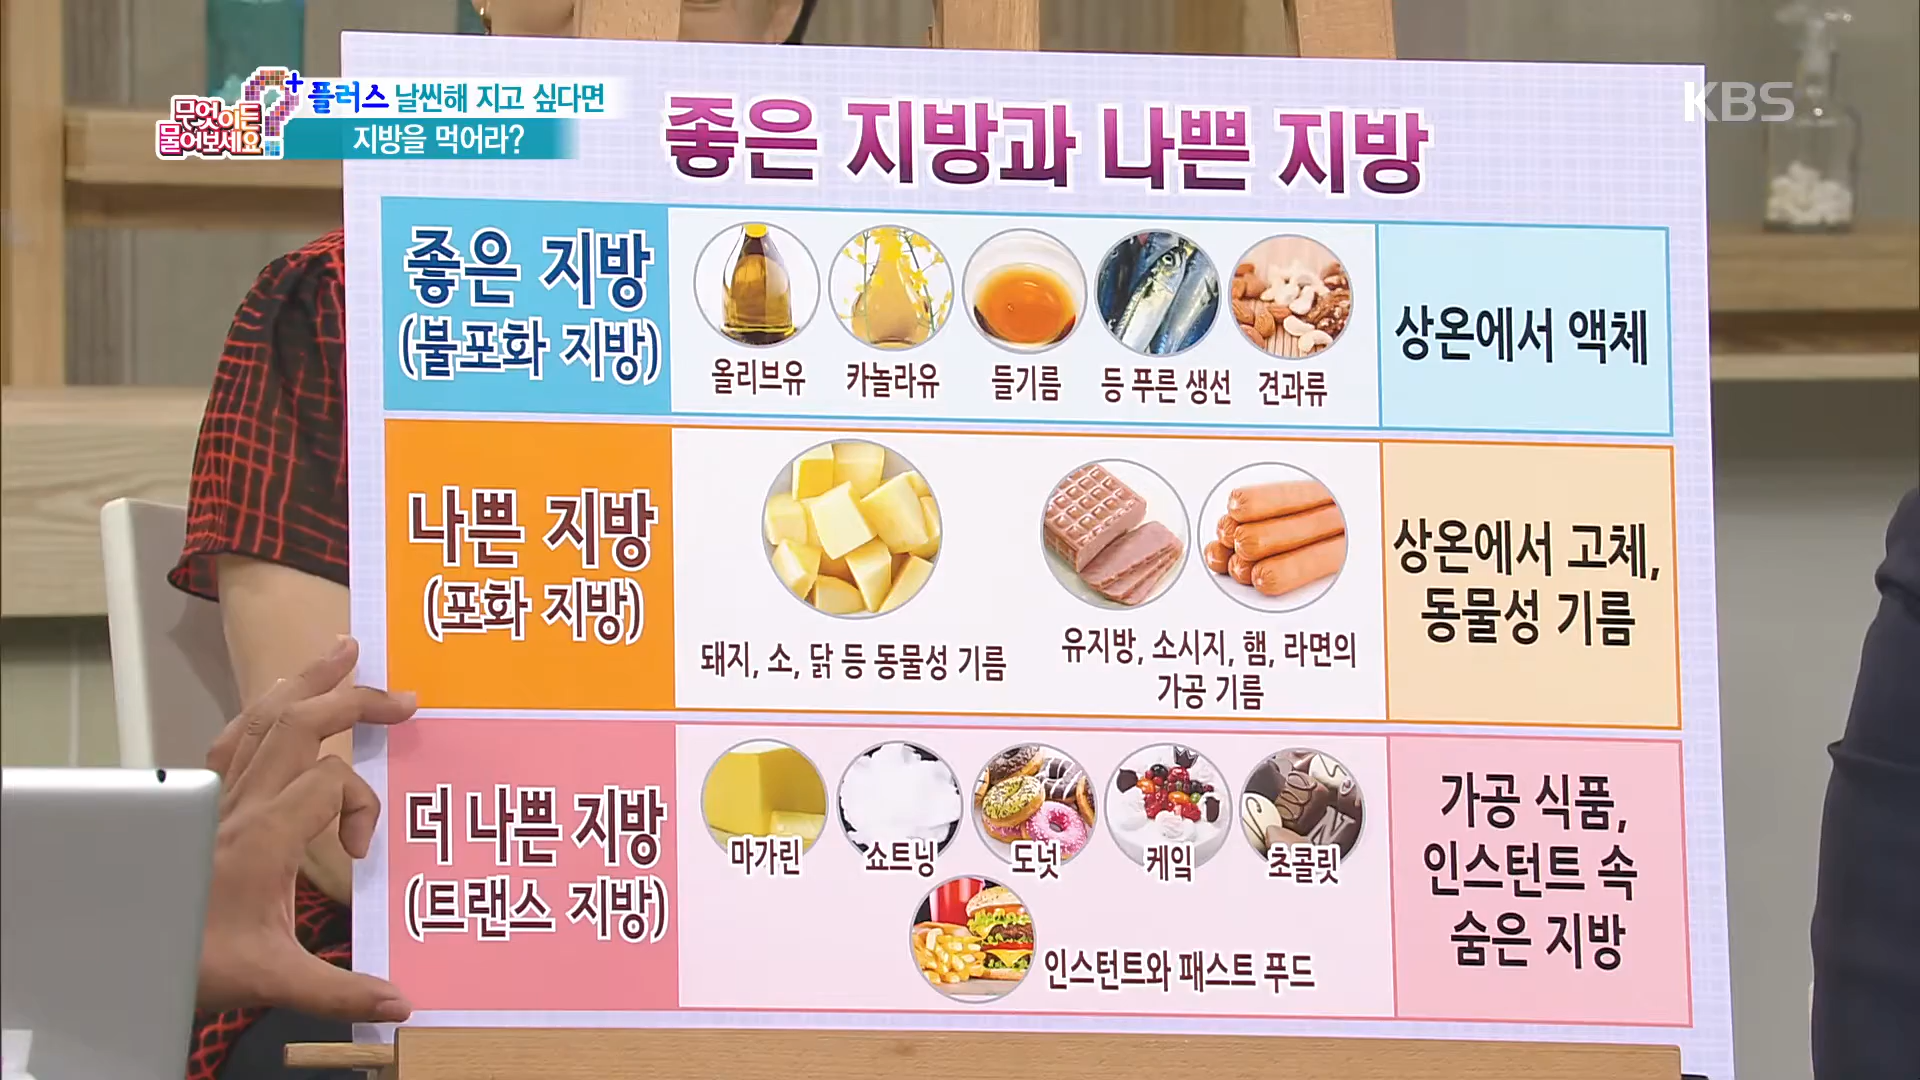 무엇이든
물어보세요
플러스 날씬해 지고 싶다면
지방을 먹어라?
KBS
좋은 지방과 나쁜 지방
좋은 지방
(불포화 지방)
올리브유
카놀라유
들기름
등 푸른 생선
견과류
상온에서 액체
나쁜 지방
(포화 지방)
돼지, 소, 닭 등 동물성 기름
유지방, 소시지, 햄, 라면의
가공 기름
상온에서 고체,
동물성 기름
더 나쁜 지방
(트랜스 지방)
마가린
쇼트닝
도넛
케잌
초콜릿
인스턴트와 패스트 푸드
가공 식품,
인스턴트 속
숨은 지방